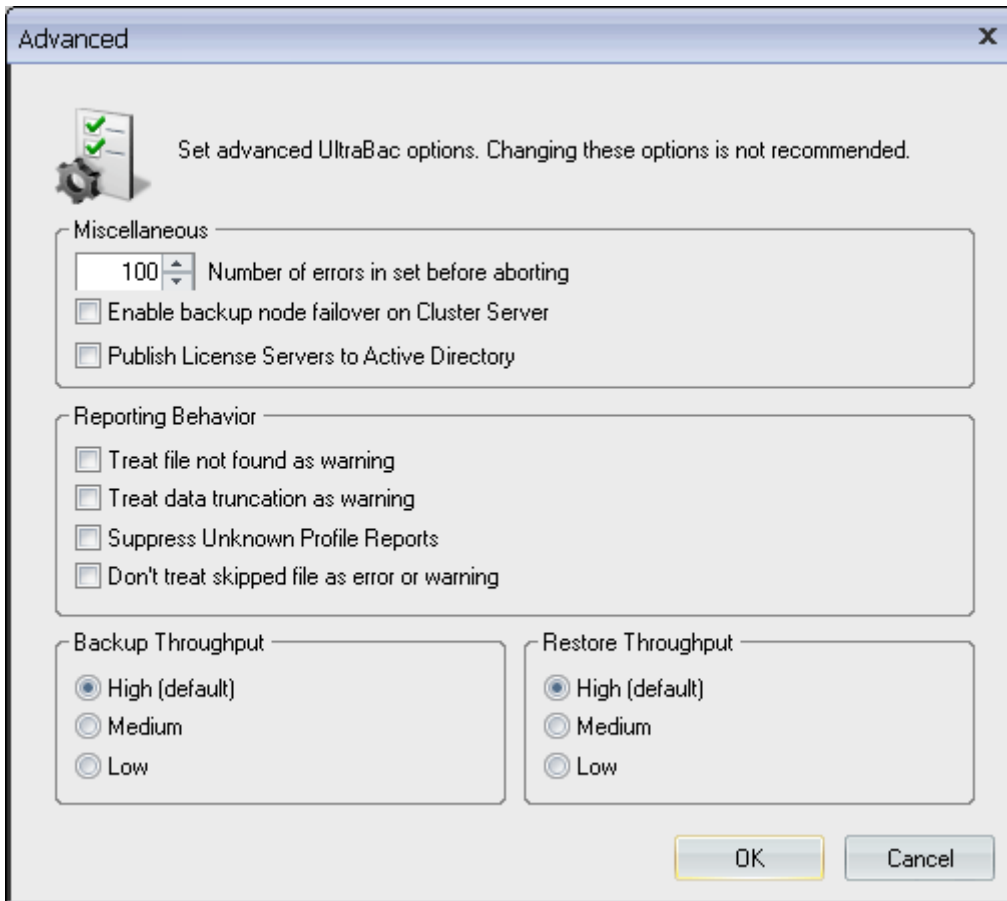 Advanced
Set advanced UltraBac options. Changing these options is not recommended.
Miscellaneous
100 Number of errors in set before aborting
Enable backup node failover on Cluster Server
Publish License Servers to Active Directory
Reporting Behavior
Treat file not found as warning
Treat data truncation as warning
Suppress Unknown Profile Reports
Don't treat skipped file as error or warning
Backup Throughput
High (default)
Medium
Low
Restore Throughput
High (default)
Medium
Low
OK
Cancel